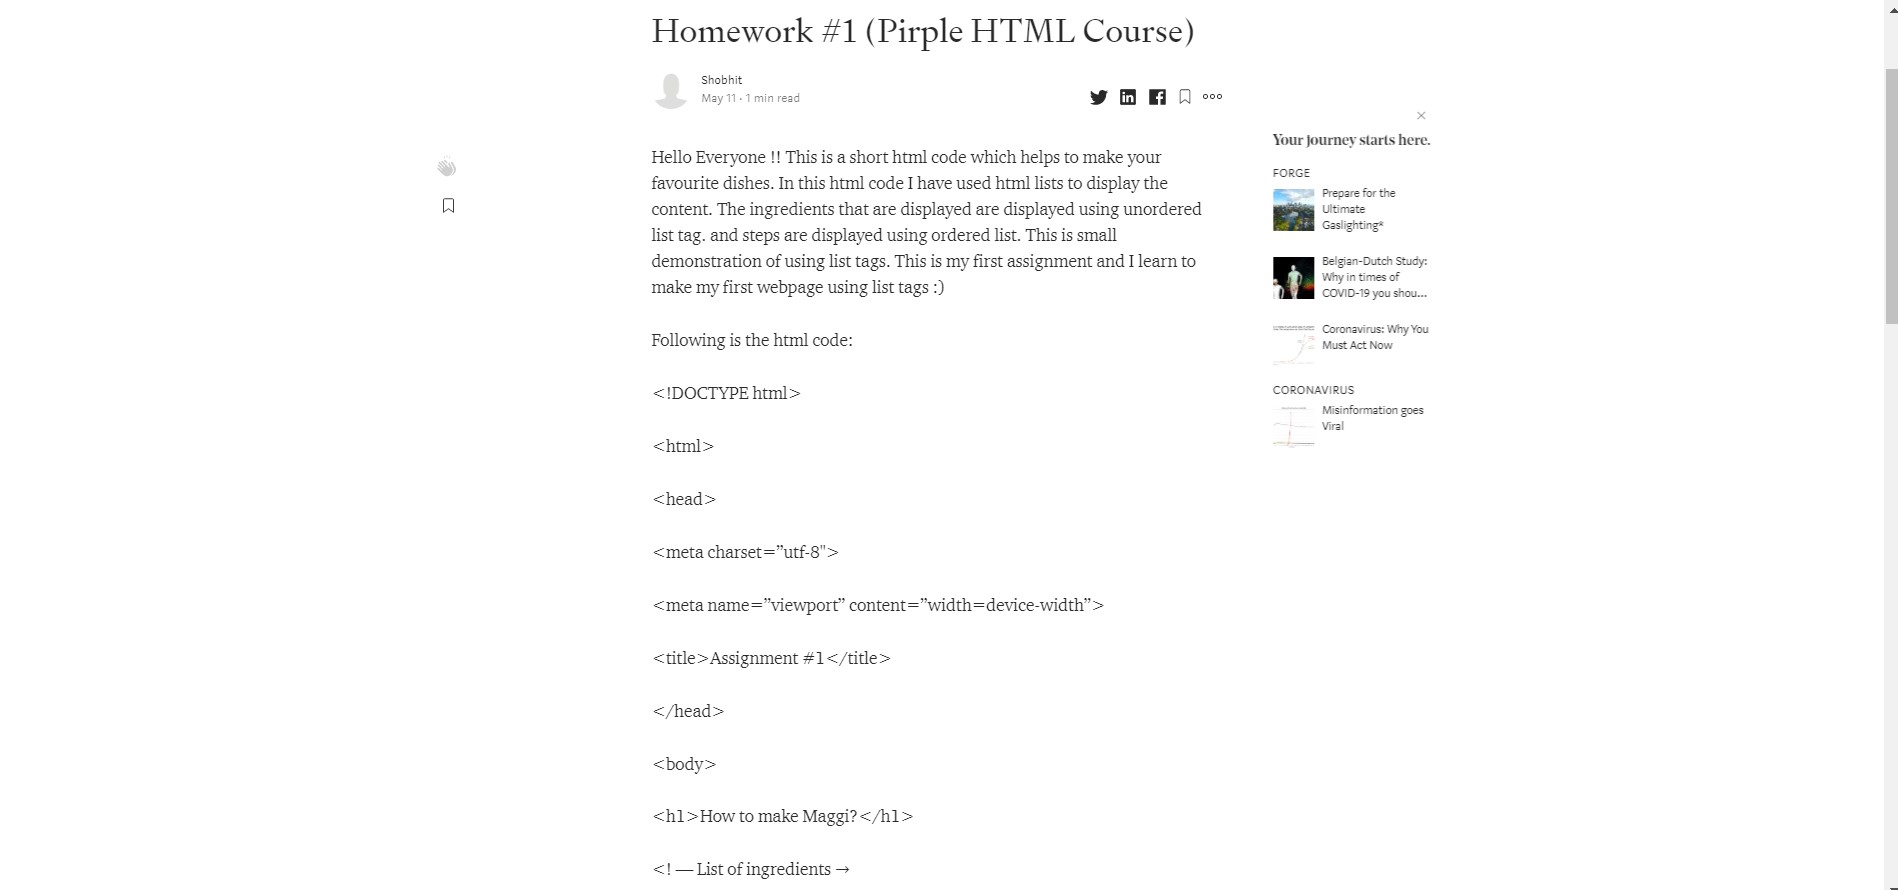 Homework #1 (Pirple HTML Course)
Shobhit
May 11 · 1 min read
Hello Everyone !! This is a short html code which helps to make your
favourite dishes. In this html code I have used html lists to display the
content. The ingredients that are displayed are displayed using unordered
list tag. and steps are displayed using ordered list. This is small
demonstration of using list tags. This is my first assignment and I learn to
make my first webpage using list tags :)
Following is the html code:
<!DOCTYPE html>
<html>
<head>
<meta charset=”utf-8">
<meta name=”viewport” content=”width=device-width”>
<title>Assignment #1</title>
</head>
<body>
<h1>How to make Maggi?</h1>
<! — List of ingredients →
Your journey starts here.
FORGE
Prepare for the
Ultimate
Gaslighting*
Belgian-Dutch Study:
Why in times of
COVID-19 you shou...
Coronavirus: Why You
Must Act Now
CORONAVIRUS
Misinformation goes
Viral